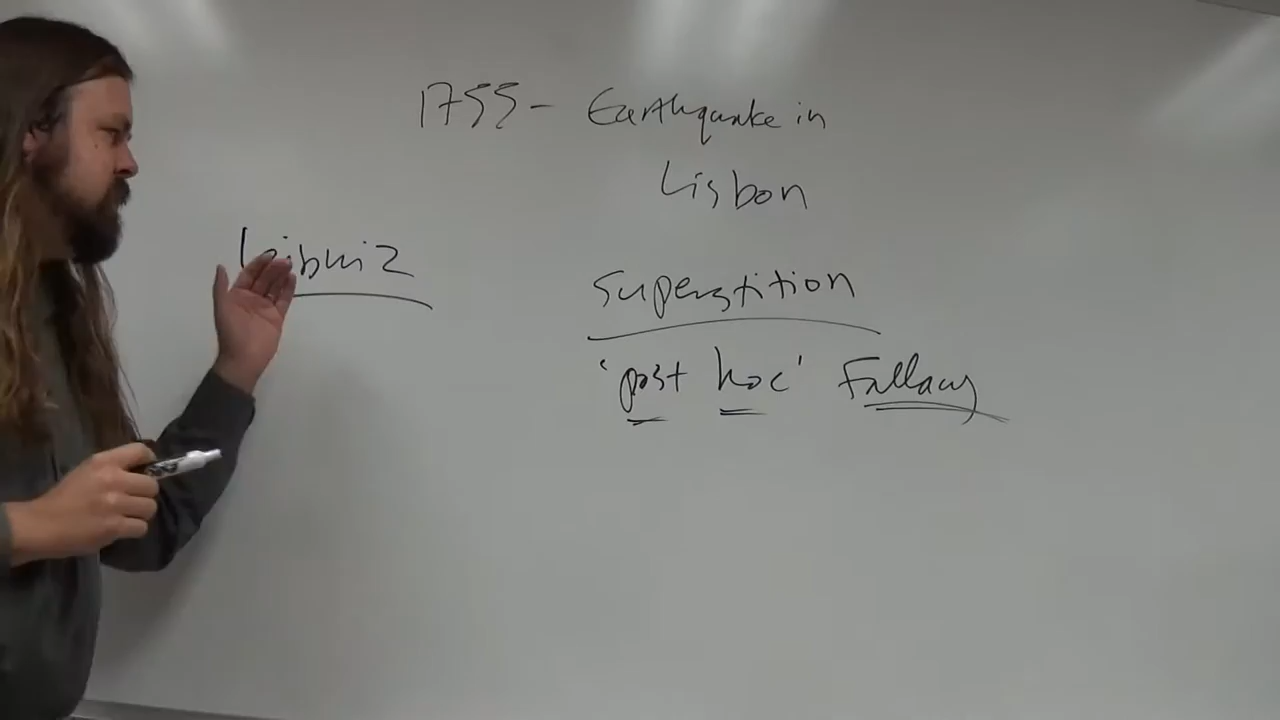 1755 - Earthquake in
Lisbon
Leibniz
Superstition
'post hoc' Fallacy